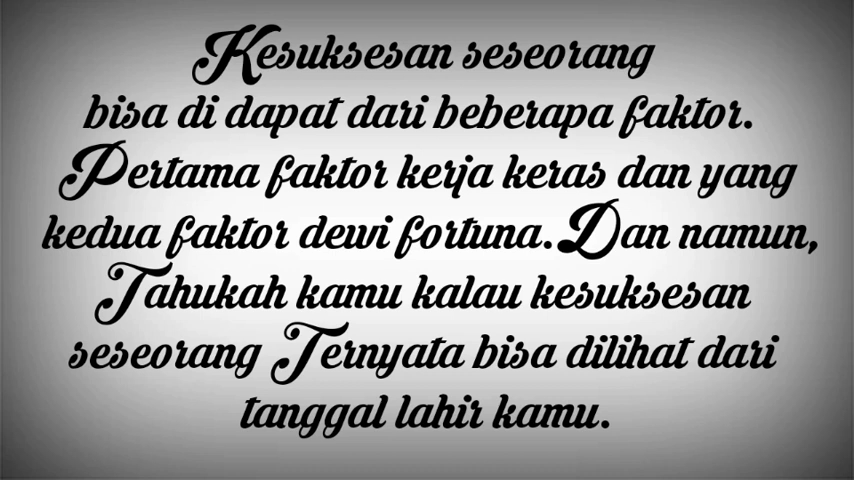 Kesuksesan seseorang
bisa di dapat dari beberapa faktor.
Pertama faktor kerja keras dan yang
kedua faktor dewi fortuna. Dan namun,
Tahukah kamu kalau kesuksesan
seseorang Ternyata bisa dilihat dari
tanggal lahir kamu.